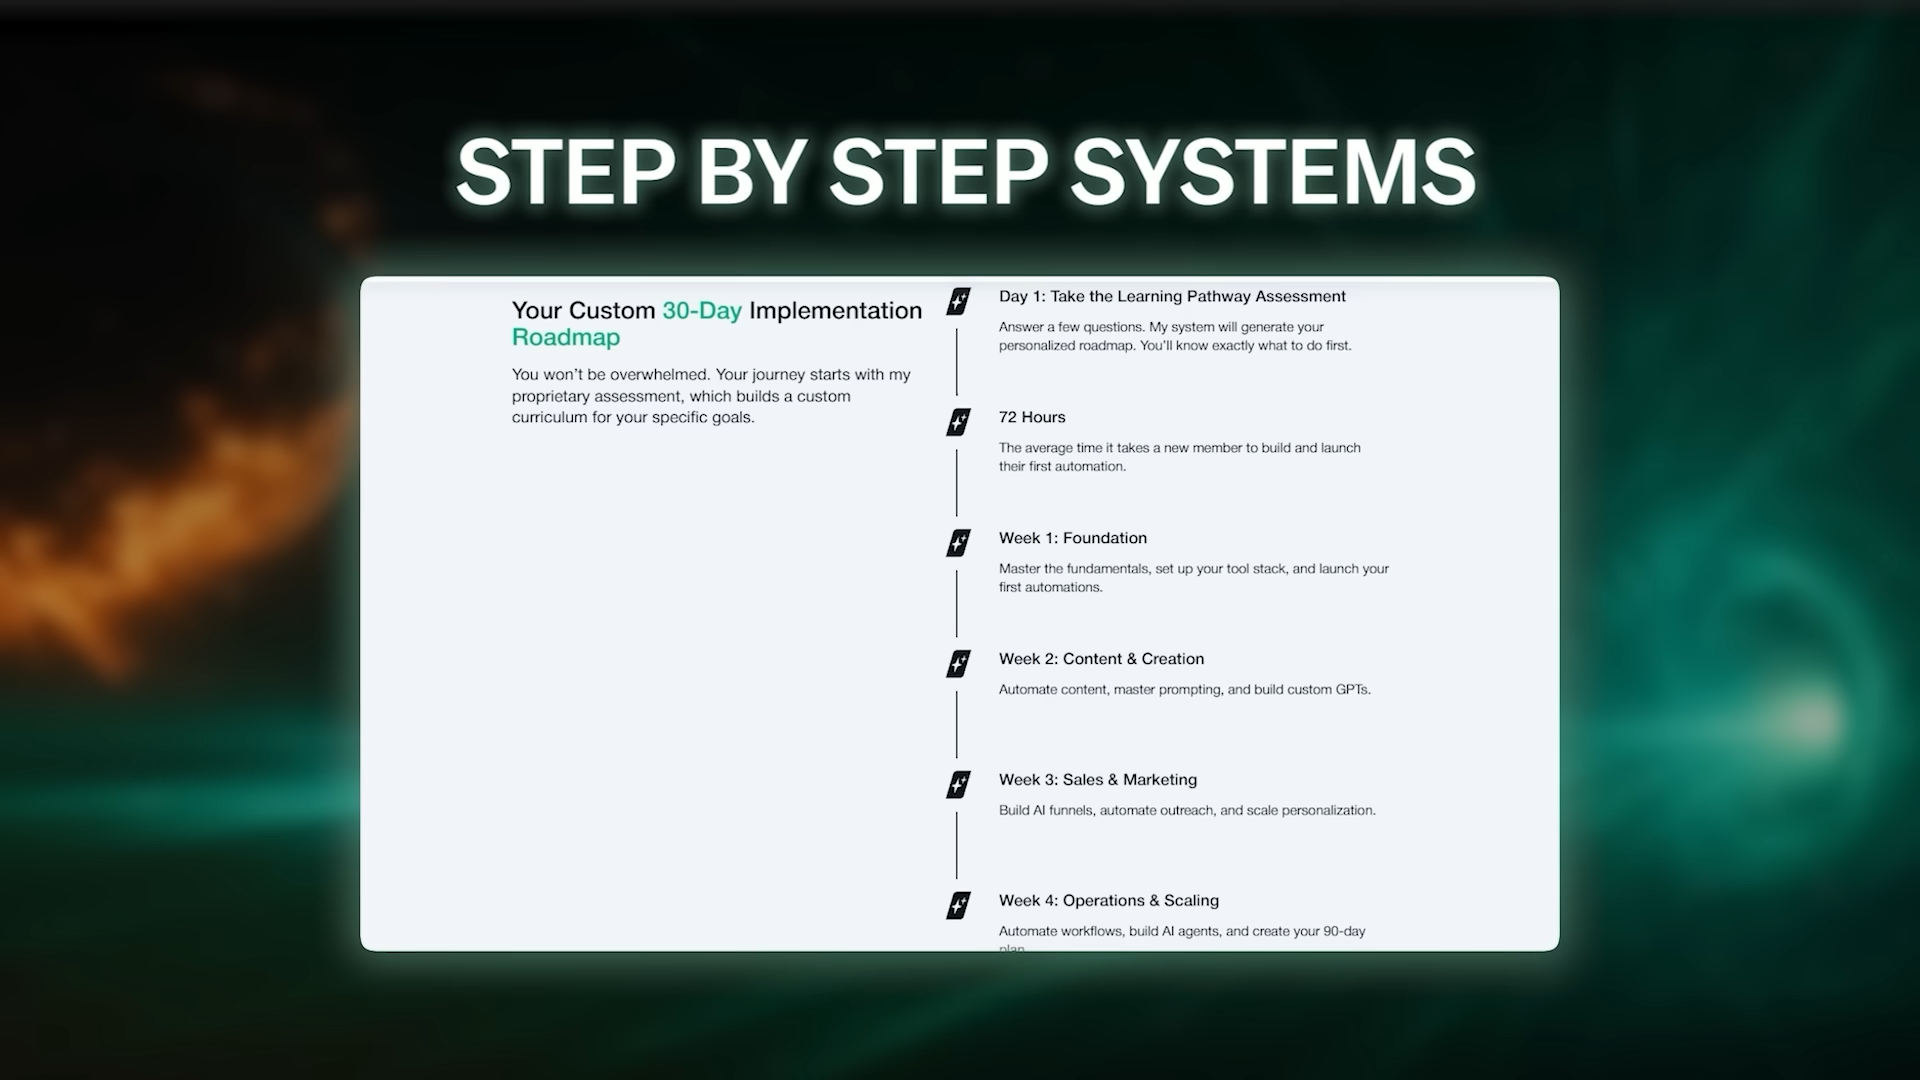 STEP BY STEP SYSTEMS
Your Custom 30-Day Implementation
Roadmap
You won’t be overwhelmed. Your journey starts with my
proprietary assessment, which builds a custom
curriculum for your specific goals.
Day 1: Take the Learning Pathway Assessment
Answer a few questions. My system will generate your
personalized roadmap. You’ll know exactly what to do first.
72 Hours
The average time it takes a new member to build and launch
their first automation.
Week 1: Foundation
Master the fundamentals, set up your tool stack, and launch your
first automations.
Week 2: Content & Creation
Automate content, master prompting, and build custom GPTs.
Week 3: Sales & Marketing
Build AI funnels, automate outreach, and scale personalization.
Week 4: Operations & Scaling
Automate workflows, build AI agents, and create your 90-day
plan.